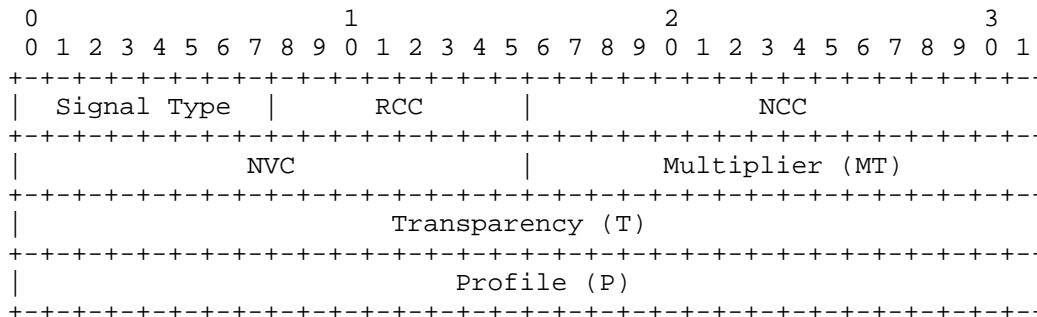 0                   1                   2                   3
 0 1 2 3 4 5 6 7 8 9 0 1 2 3 4 5 6 7 8 9 0 1 2 3 4 5 6 7 8 9 0 1
+-+-+-+-+-+-+-+-+-+-+-+-+-+-+-+-+-+-+-+-+-+-+-+-+-+-+-+-+-+-+-+--
|  Signal Type  |      RCC      |              NCC
+-+-+-+-+-+-+-+-+-+-+-+-+-+-+-+-+-+-+-+-+-+-+-+-+-+-+-+-+-+-+-+--
|              NVC              |        Multiplier (MT)
+-+-+-+-+-+-+-+-+-+-+-+-+-+-+-+-+-+-+-+-+-+-+-+-+-+-+-+-+-+-+-+--
|                       Transparency (T)
+-+-+-+-+-+-+-+-+-+-+-+-+-+-+-+-+-+-+-+-+-+-+-+-+-+-+-+-+-+-+-+--
|                           Profile (P)
+-+-+-+-+-+-+-+-+-+-+-+-+-+-+-+-+-+-+-+-+-+-+-+-+-+-+-+-+-+-+-+--